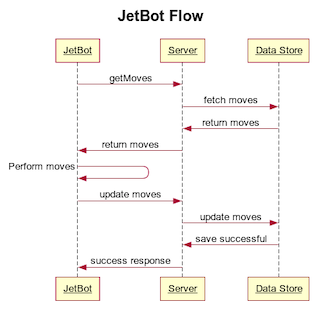 JetBot Flow
JetBot Server Data Store
getMoves
fetch moves
return moves
return moves
Perform moves
update moves
update moves
save successful
success response
JetBot Server Data Store